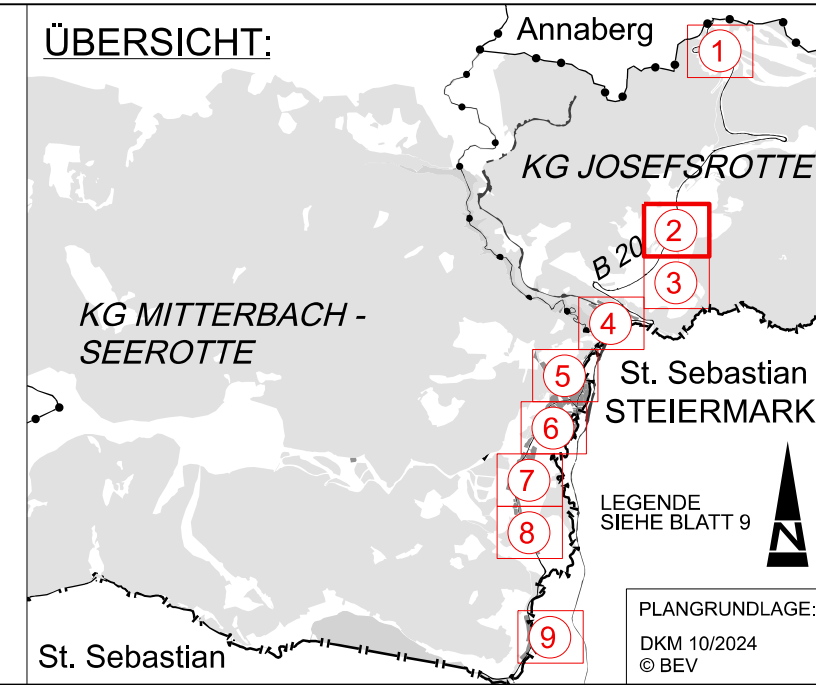 ÜBERSICHT:
Annaberg
1
KG JOSEFSROTTE
2
B 20
3
KG MITTERBACH -
SEEROTTE
4
5
St. Sebastian
STEIERMARK
6
7
LEGENDE
SIEHE BLATT 9
N
8
9
St. Sebastian
PLANGRUNDLAGE:
DKM 10/2024
© BEV